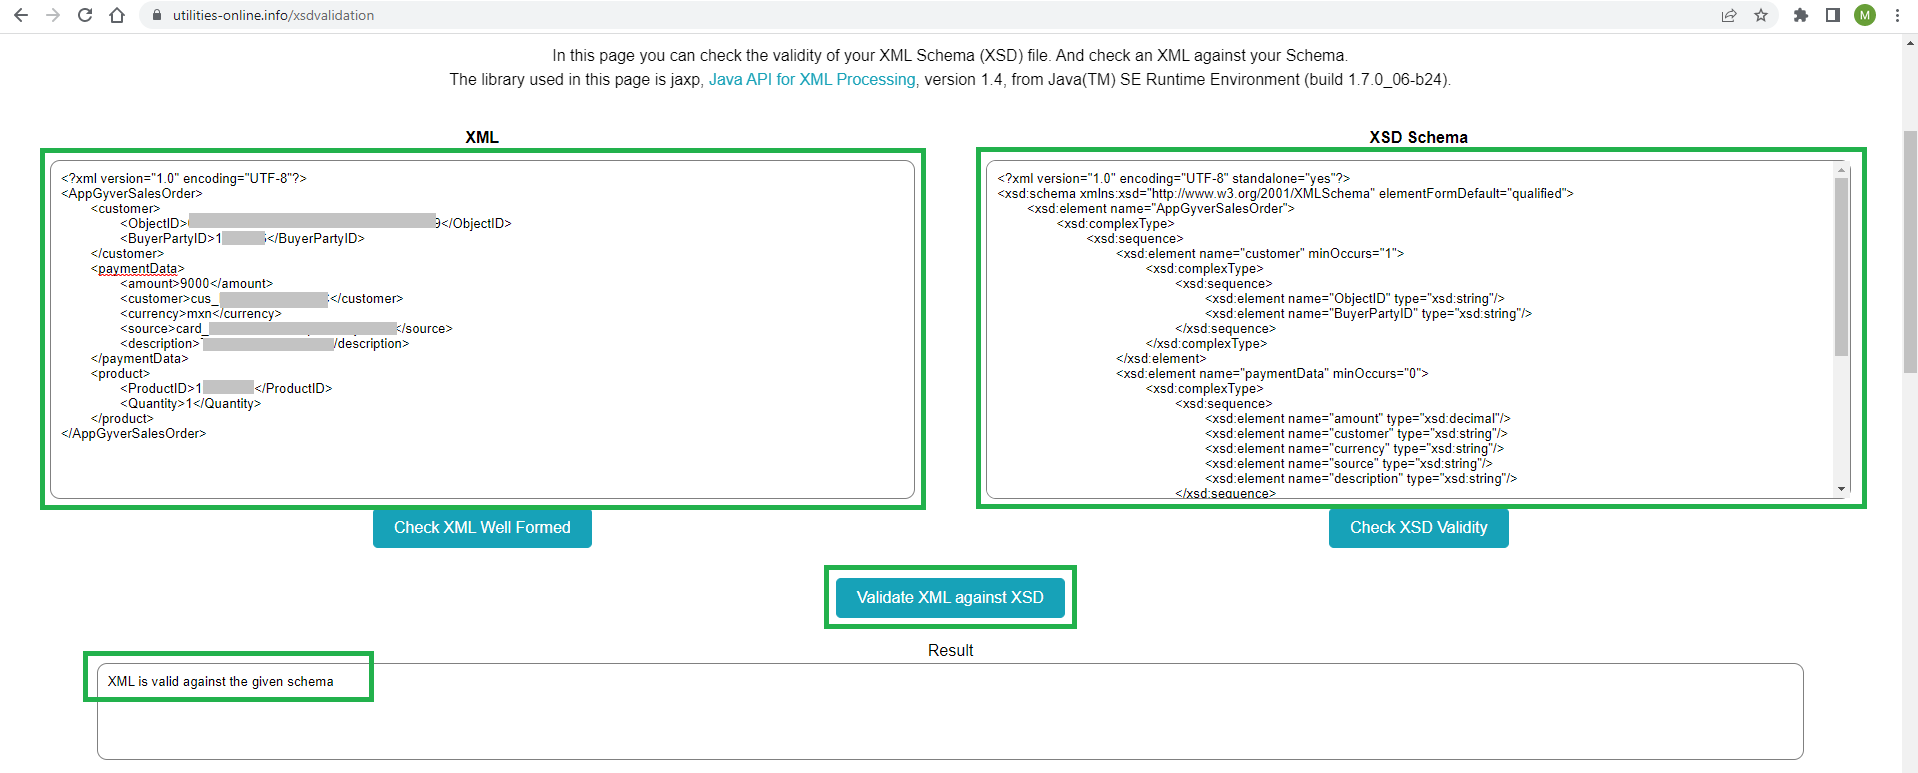 utilities-online.info/xsdvalidation
M
In this page you can check the validity of your XML Schema (XSD) file. And check an XML against your Schema.
The library used in this page is jaxp, Java API for XML Processing, version 1.4, from Java(TM) SE Runtime Environment (build 1.7.0_06-b24).
XML
<?xml version="1.0" encoding="UTF-8"?>
<AppGyverSalesOrder>
<customer>
<ObjectID> 9</ObjectID>
<BuyerPartyID>1 </BuyerPartyID>
</customer>
<paymentData>
<amount>9000</amount>
<customer>cus_ </customer>
<currency>mxn</currency>
<source>card_ </source>
<description> /description>
</paymentData>
<product>
<ProductID>1 </ProductID>
<Quantity>1</Quantity>
</product>
</AppGyverSalesOrder>
Check XML Well Formed
XSD Schema
<?xml version="1.0" encoding="UTF-8" standalone="yes"?>
<xsd:schema xmlns:xsd="http://www.w3.org/2001/XMLSchema" elementFormDefault="qualified">
<xsd:element name="AppGyverSalesOrder">
<xsd:complexType>
<xsd:sequence>
<xsd:element name="customer" minOccurs="1">
<xsd:complexType>
<xsd:sequence>
<xsd:element name="ObjectID" type="xsd:string"/>
<xsd:element name="BuyerPartyID" type="xsd:string"/>
</xsd:sequence>
</xsd:complexType>
</xsd:element>
<xsd:element name="paymentData" minOccurs="0">
<xsd:complexType>
<xsd:sequence>
<xsd:element name="amount" type="xsd:decimal"/>
<xsd:element name="customer" type="xsd:string"/>
<xsd:element name="currency" type="xsd:string"/>
<xsd:element name="source" type="xsd:string"/>
<xsd:element name="description" type="xsd:string"/>
</xsd:sequence>
Check XSD Validity
Validate XML against XSD
Result
XML is valid against the given schema